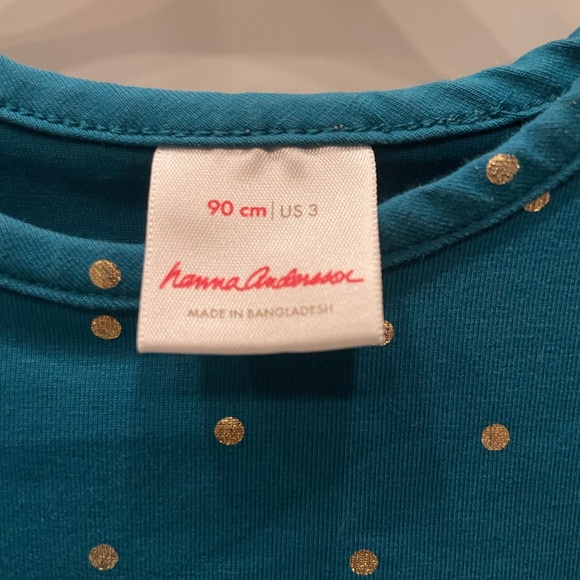 90 cm | US 3
hanna Andersson
MADE IN BANGLADESH